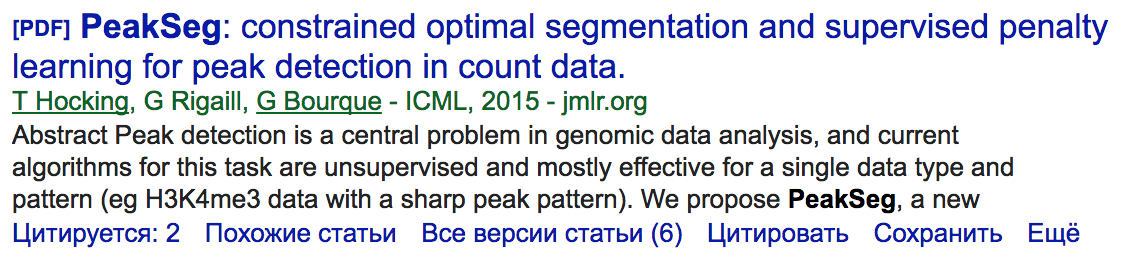 [PDF] PeakSeg: constrained optimal segmentation and supervised penalty
learning for peak detection in count data.
T Hocking, G Rigaill, G Bourque - ICML, 2015 - jmlr.org
Abstract Peak detection is a central problem in genomic data analysis, and current
algorithms for this task are unsupervised and mostly effective for a single data type and
pattern (eg H3K4me3 data with a sharp peak pattern). We propose PeakSeg, a new
Цитируется: 2 Похожие статьи Все версии статьи (6) Цитировать Сохранить Ещё